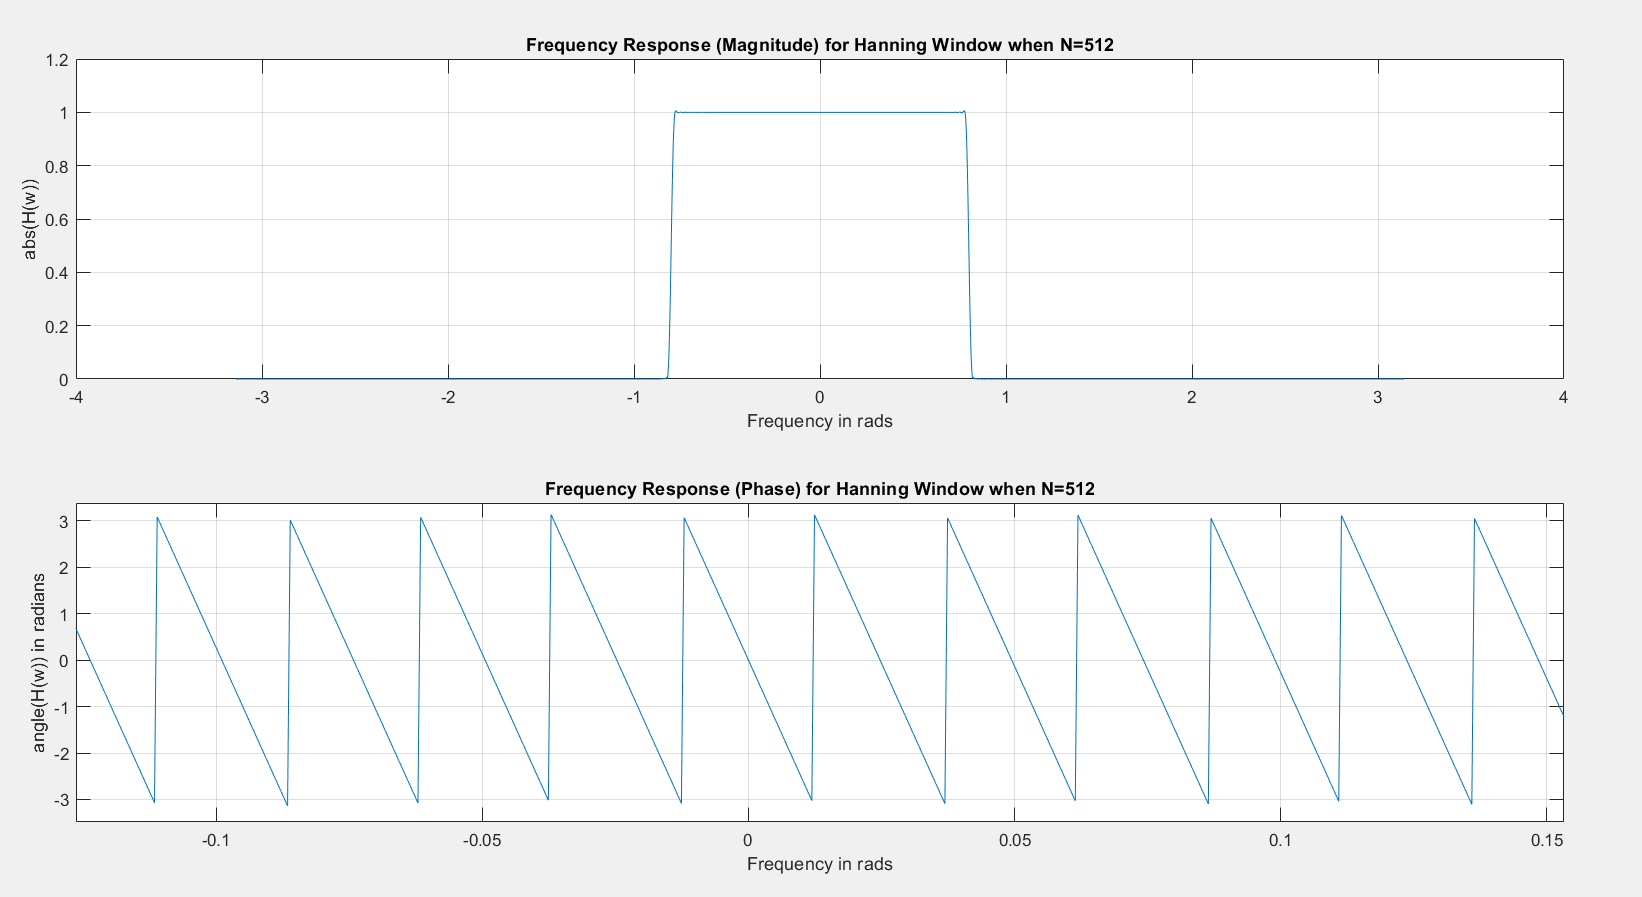 Frequency Response (Magnitude) for Hanning Window when N=512
1.2
1
0.8
0.6
0.4
0.2
0
abs(H(w))
-4 -3 -2 -1 0 1 2 3 4
Frequency in rads
Frequency Response (Phase) for Hanning Window when N=512
3
2
1
0
-1
-2
-3
angle(H(w)) in radians
-0.1 -0.05 0 0.05 0.1 0.15
Frequency in rads